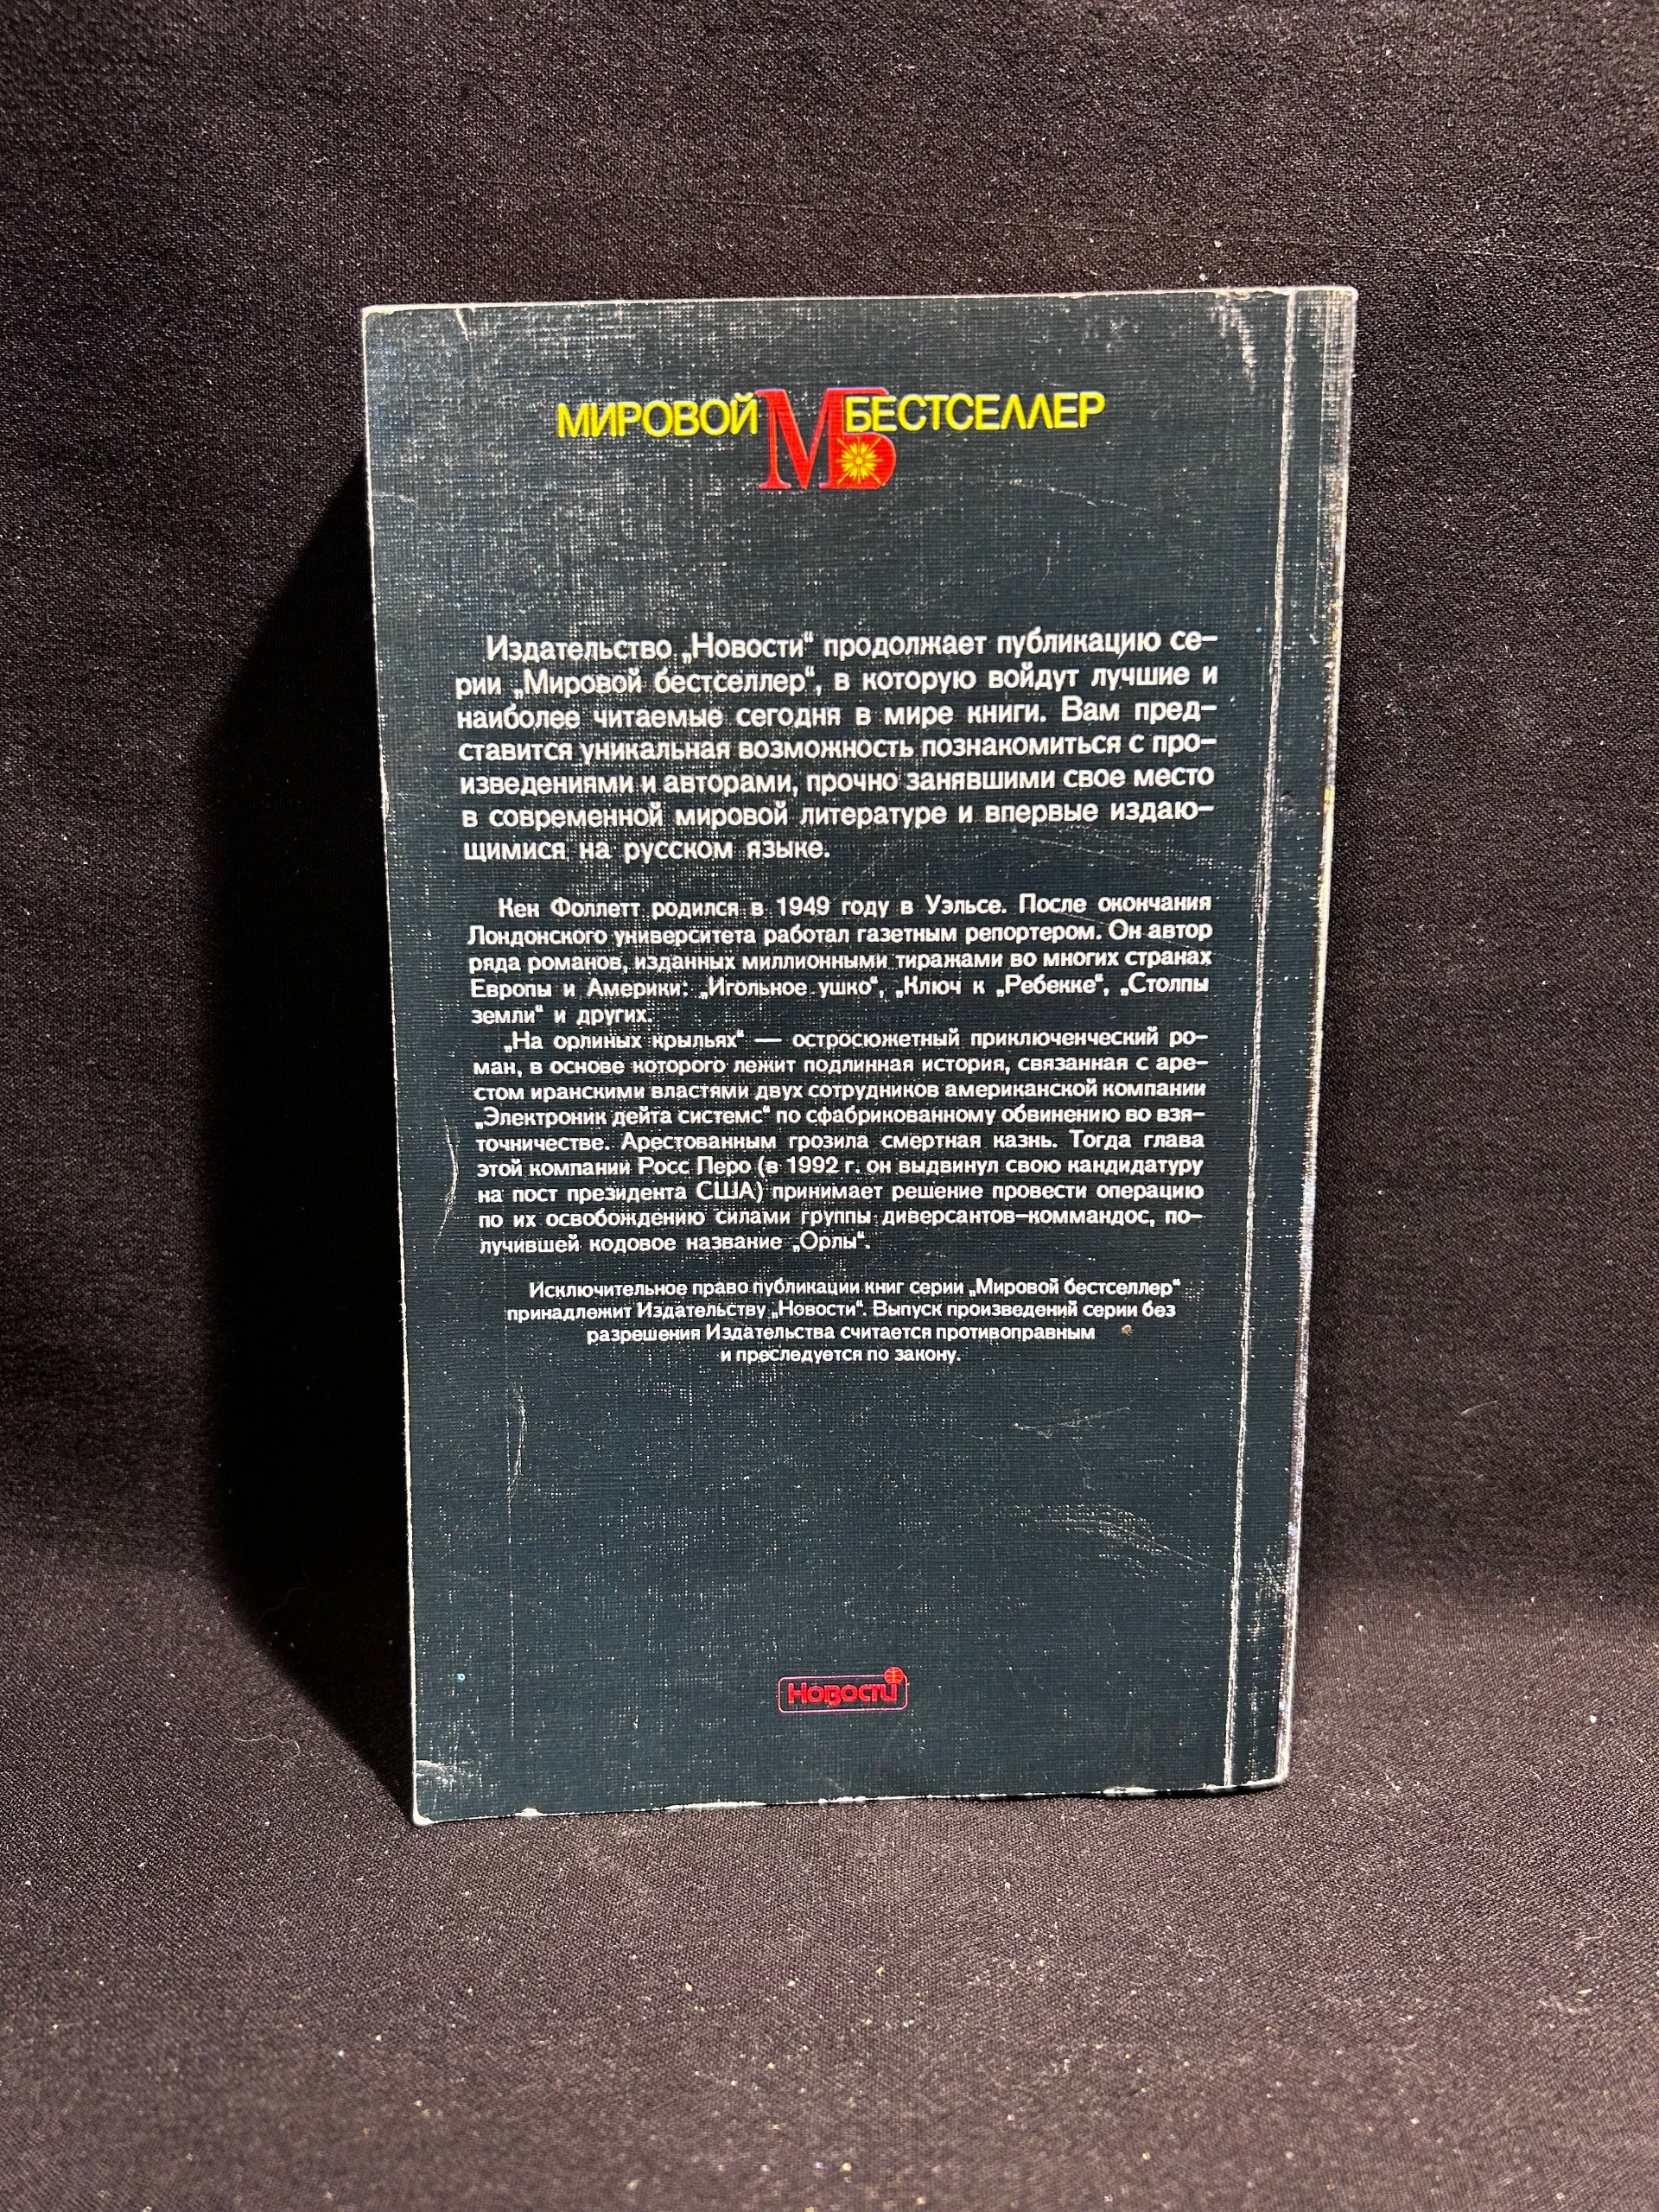 МИРОВОЙ МБ БЕСТСЕЛЛЕР
Издательство „Новости“ продолжает публикацию се-
рии „Мировой бестселлер“, в которую войдут лучшие и
наиболее читаемые сегодня в мире книги. Вам пред-
ставится уникальная возможность познакомиться с про-
изведениями и авторами, прочно занявшими свое место
в современной мировой литературе и впервые издаю-
щимися на русском языке.
Кен Фоллетт родился в 1949 году в Уэльсе. После окончания
Лондонского университета работал газетным репортером. Он автор
ряда романов, изданных миллионными тиражами во многих странах
Европы и Америки: „Игольное ушко“, „Ключ к „Ребекке“, „Столпы
земли“ и других.
„На орлиных крыльях“ — остросюжетный приключенческий ро-
ман, в основе которого лежит подлинная история, связанная с аре-
стом иранскими властями двух сотрудников американской компании
„Электроник дейта системс“ по сфабрикованному обвинению во взя-
точничестве. Арестованным грозила смертная казнь. Тогда глава
этой компании Росс Перо (в 1992 г. он выдвинул свою кандидатуру
на пост президента США) принимает решение провести операцию
по их освобождению силами группы диверсантов-коммандос, по-
лучившей кодовое название „Орлы“.
Исключительное право публикации книг серии „Мировой бестселлер“
принадлежит Издательству „Новости“. Выпуск произведений серии без
разрешения Издательства считается противоправным
и преследуется по закону.
Новости